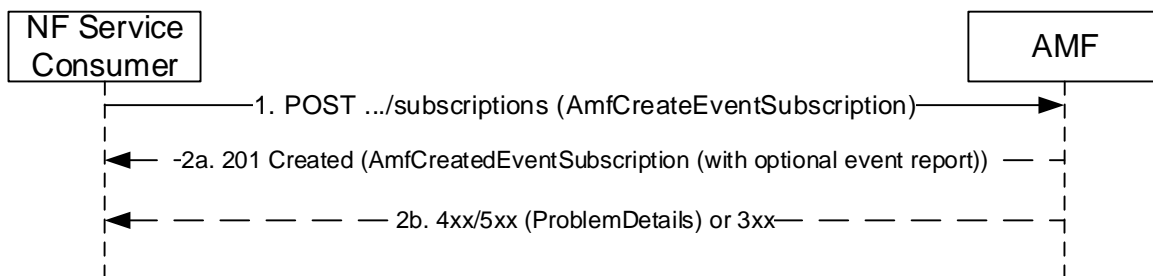 NF Service
Consumer
AMF
1. POST .../subscriptions (AmfCreateEventSubscription)
-2a. 201 Created (AmfCreatedEventSubscription (with optional event report))
2b. 4xx/5xx (ProblemDetails) or 3xx